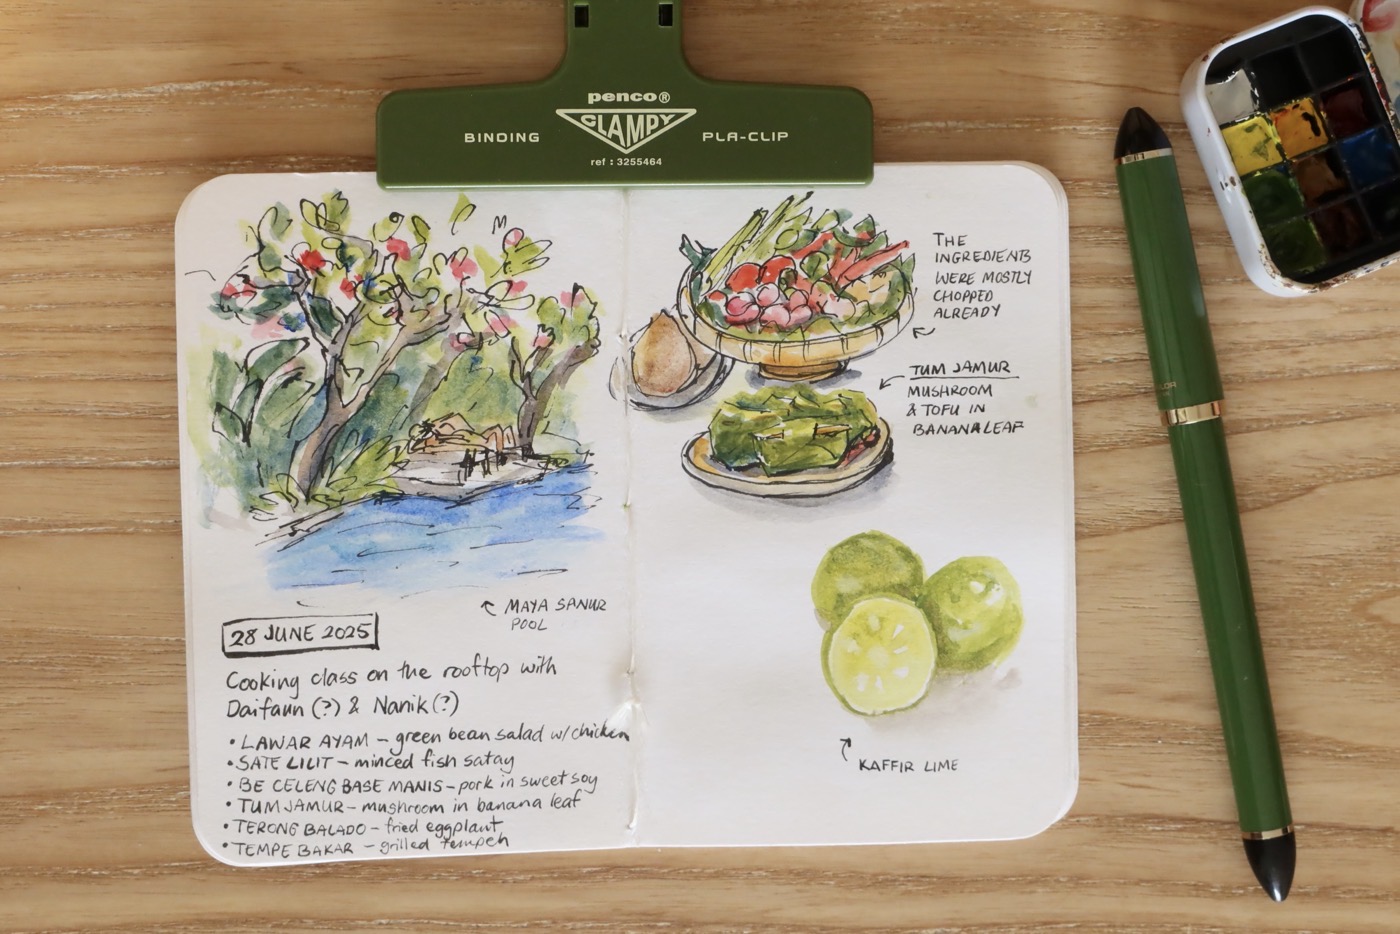 penco®
BINDING CLAMPY PLA-CLIP
ref : 3255464
MAYA SANUR
POOL
28 JUNE 2025
Cooking class on the rooftop with
Daifaun (?) & Nanik (?)
• LAWAR AYAM – green bean salad w/ chicken
• SATE LILIT – minced fish satay
• BE CELENG BASE MANIS – pork in sweet soy
• TUM JAMUR – mushroom in banana leaf
• TERONG BALADO – fried eggplant
• TEMPE BAKAR – grilled tempeh
THE
INGREDIENTS
WERE MOSTLY
CHOPPED
ALREADY
TUM JAMUR
MUSHROOM
& TOFU IN
BANANA LEAF
KAFFIR LIME